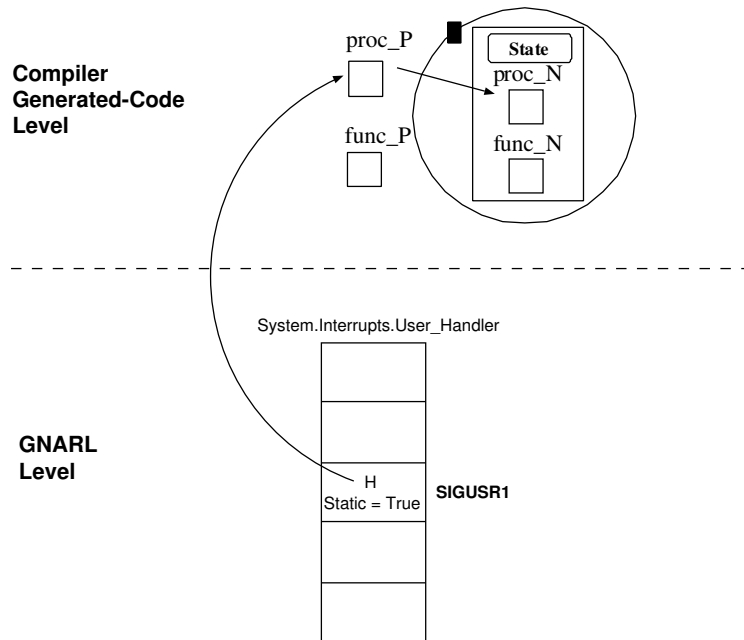 proc_P
State
Compiler
Generated-Code
Level
proc_N
func_P
func_N
System.Interrupts.User_Handler
GNARL
Level
H
Static = True
SIGUSR1